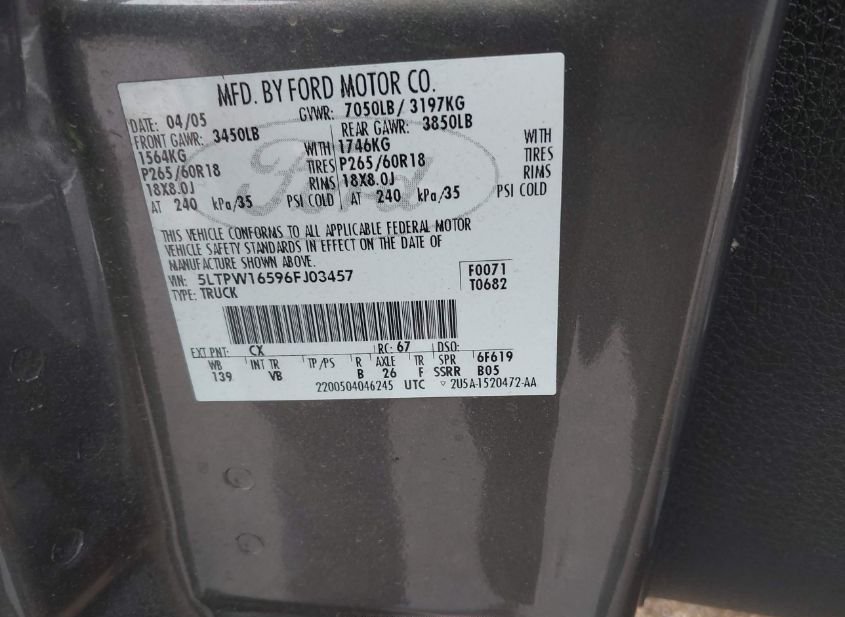 MFD. BY FORD MOTOR CO.
DATE: 04/05 GVWR: 7050LB/ 3197KG
FRONT GAWR: 3450LB REAR GAWR: 3850LB
1564KG WITH 1746KG WITH
P265/60R18 TIRES P265/60R18 TIRES
18X8.0J RIMS 18X8.0J RIMS
AT 240 kPa/35 PSI COLD AT 240 kPa/35 PSI COLD
Ford
THIS VEHICLE CONFORMS TO ALL APPLICABLE FEDERAL MOTOR
VEHICLE SAFETY STANDARDS IN EFFECT ON THE DATE OF
MANUFACTURE SHOWN ABOVE.
VIN: 5LTPW16596FJ03457 F0071
TYPE: TRUCK T0682
EXT PNT: CX RC: 67 DSO:
WB INT TR TP/PS R AXLE TR SPR 6F619
139 VB B 26 F SSRR B05
2200504046245 UTC ▽ 2U5A-1520472-AA